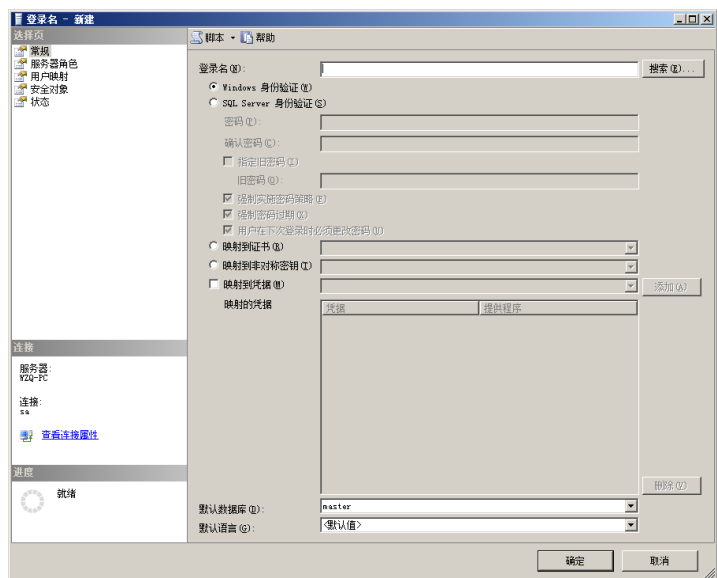 登录名 - 新建
选择页
常规
服务器角色
用户映射
安全对象
状态
脚本
帮助
登录名(N):
搜索(E)...
Windows 身份验证(W)
SQL Server 身份验证(S)
密码(P):
确认密码(C):
指定旧密码(I)
旧密码(O):
强制实施密码策略(F)
强制密码过期(X)
用户在下次登录时必须更改密码(U)
映射到证书(R)
映射到非对称密钥(T)
映射到凭据(M)
添加(A)
映射的凭据
凭据 提供程序
删除(V)
默认数据库(D): master
默认语言(G): <默认值>
连接
服务器:
YZQ-PC
连接:
sa
查看连接属性
进度
就绪
确定 取消